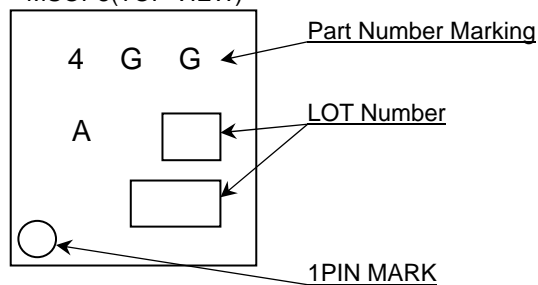 4 G G
Part Number Marking
A
LOT Number
1PIN MARK